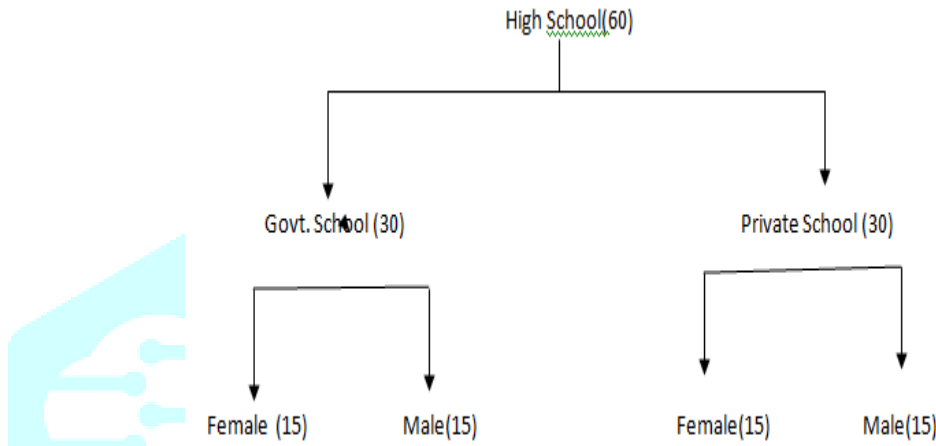 High School(60)
Govt. School (30) Private School (30)
Female (15) Male(15) Female(15) Male(15)